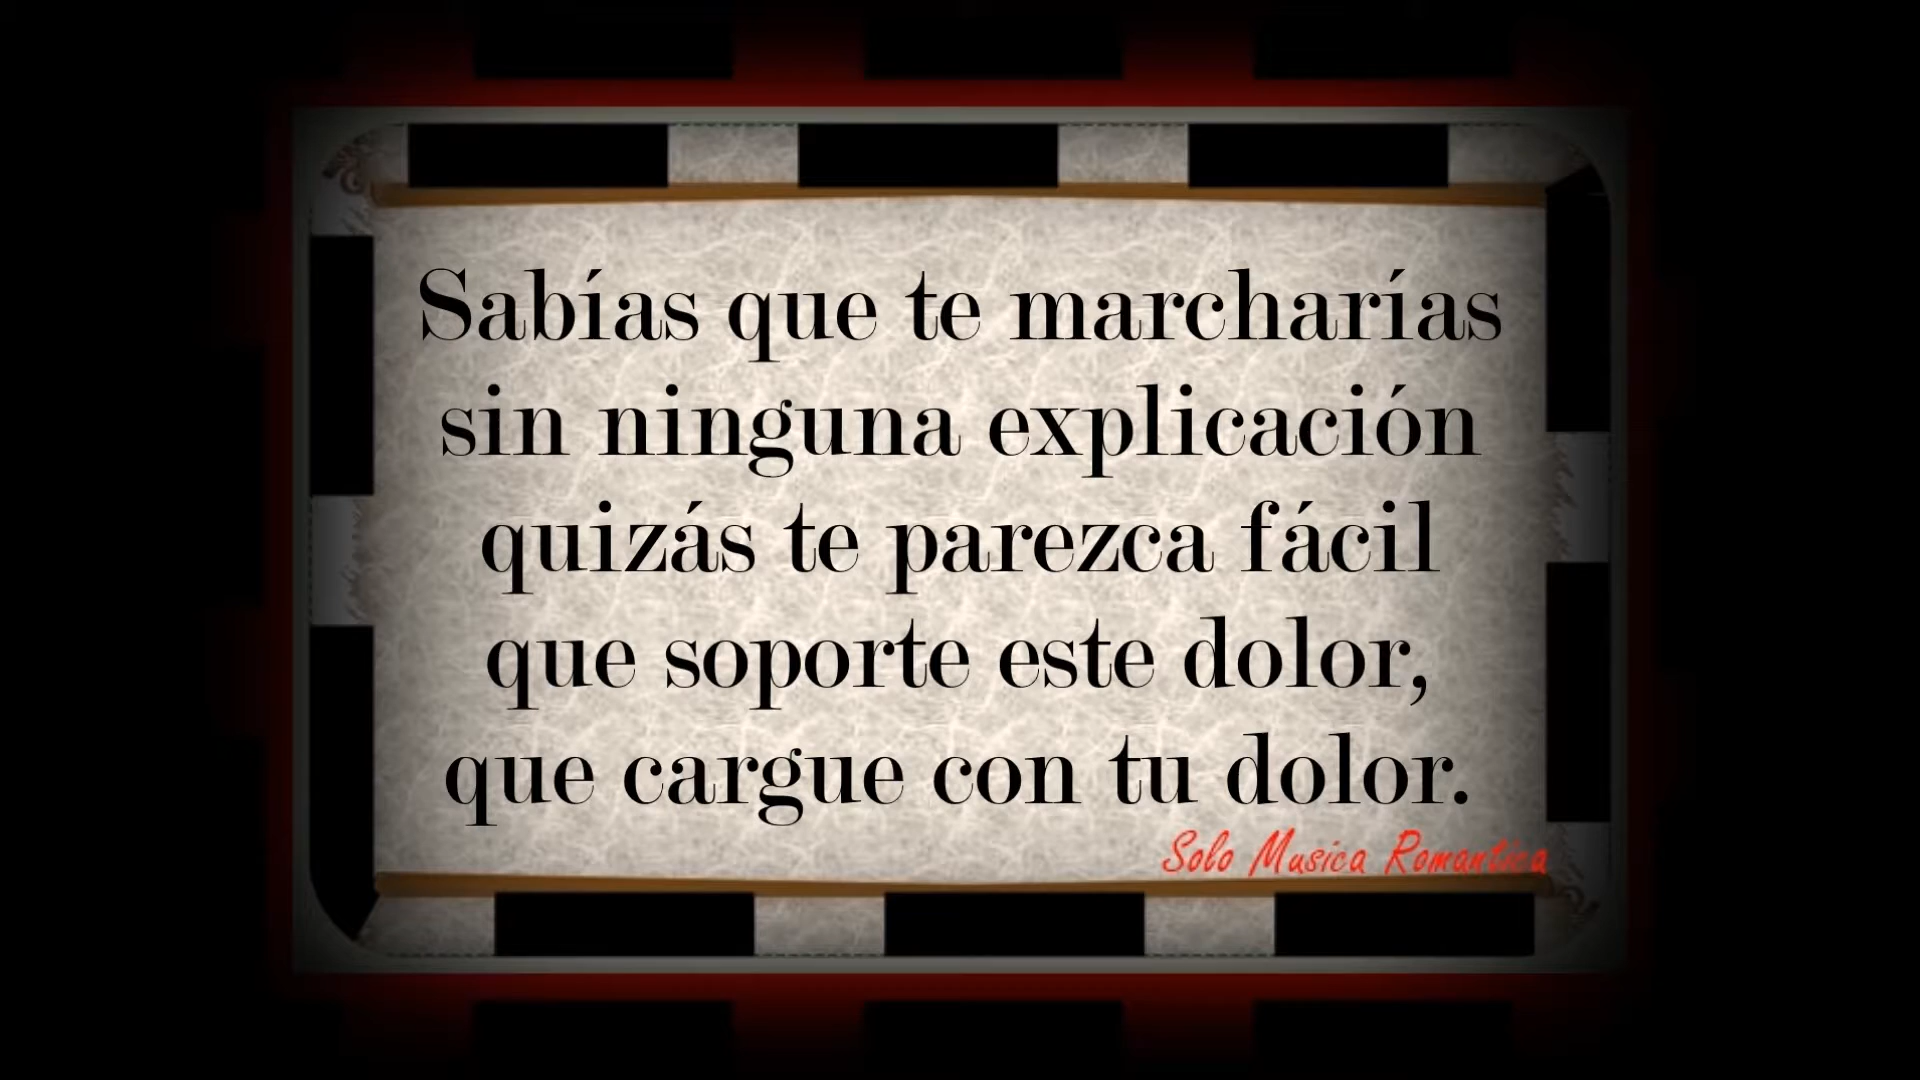 Sabías que te marcharías
sin ninguna explicación
quizás te parezca fácil
que soporte este dolor,
que cargue con tu dolor.
Solo Musica Romantica